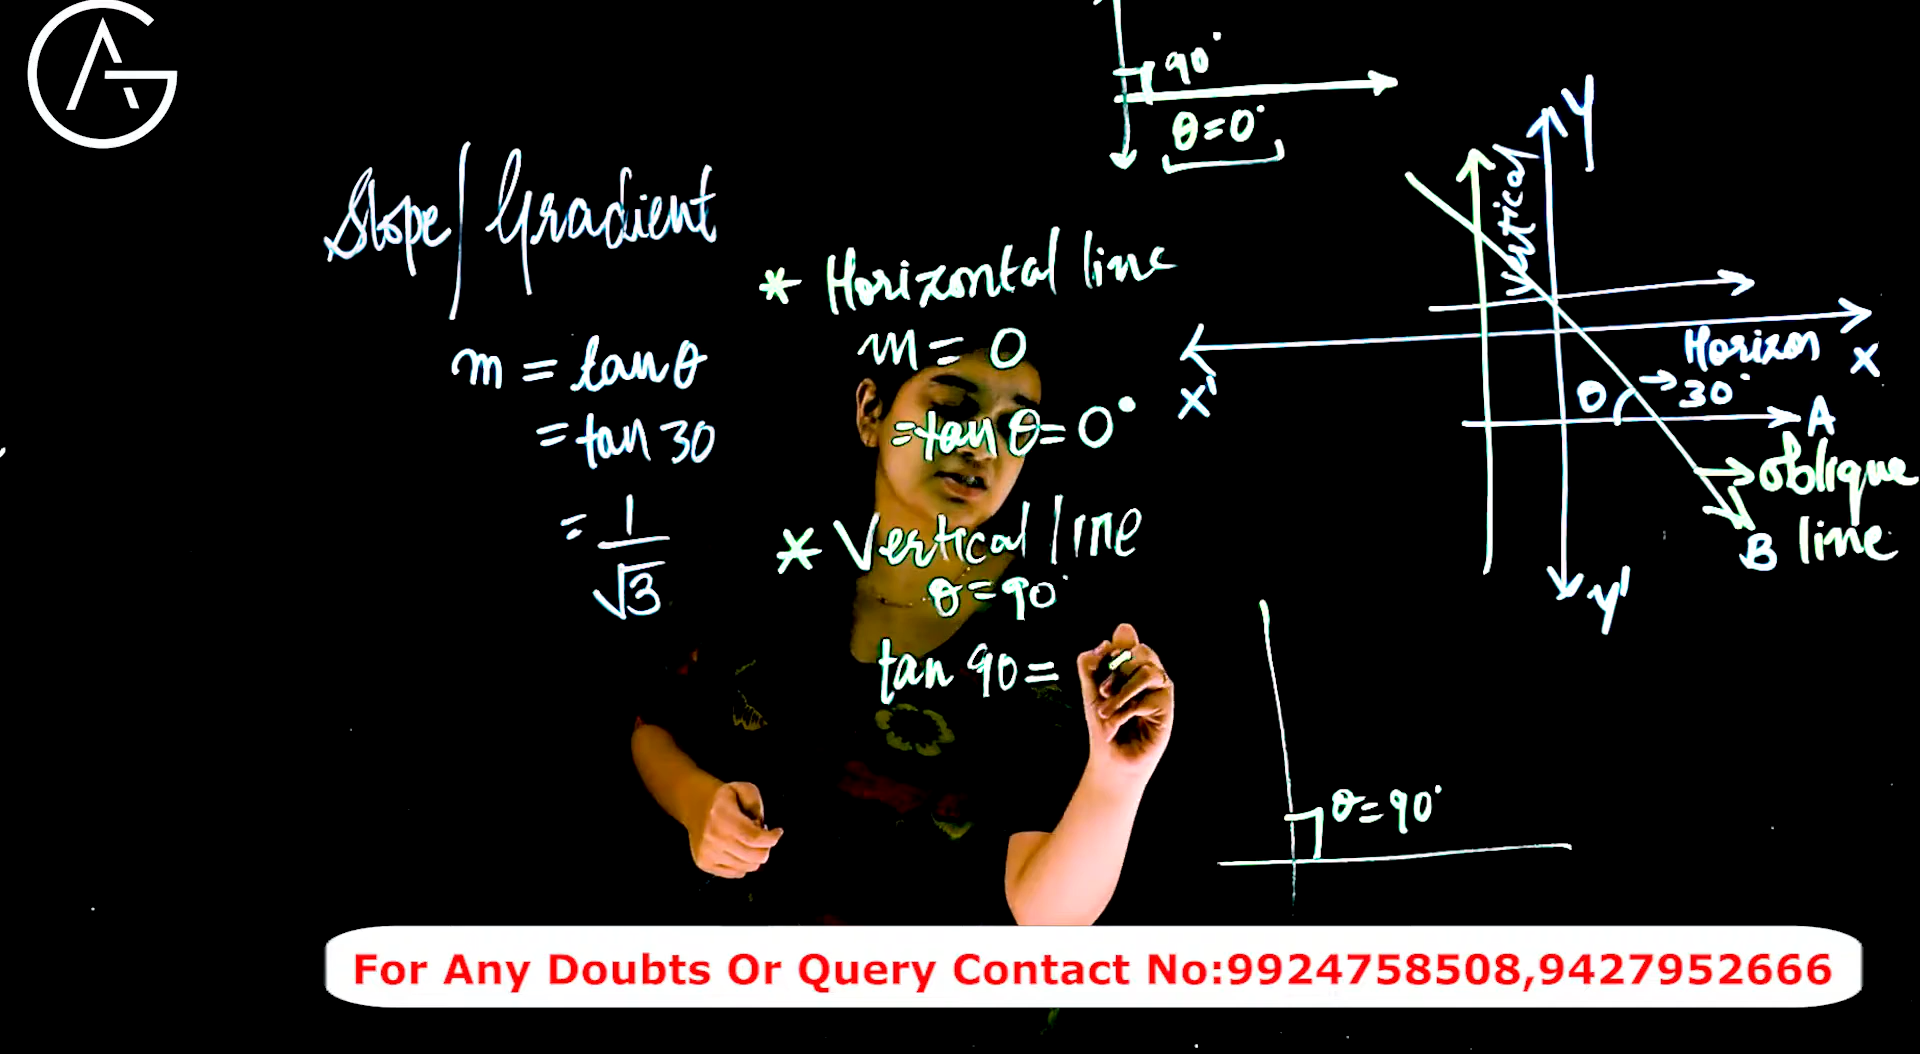 AG
Slope/Gradient
m = tanθ
= tan 30
= 1/√3
* Horizontal line
m = 0
= tan θ = 0°
* Vertical line
θ = 90°
tan 90 =
90°
θ = 0°
Y
Vertical
Horizon
X
X'
θ → 30°
A
oblique
line
B
Y'
θ = 90°
For Any Doubts Or Query Contact No:9924758508,9427952666